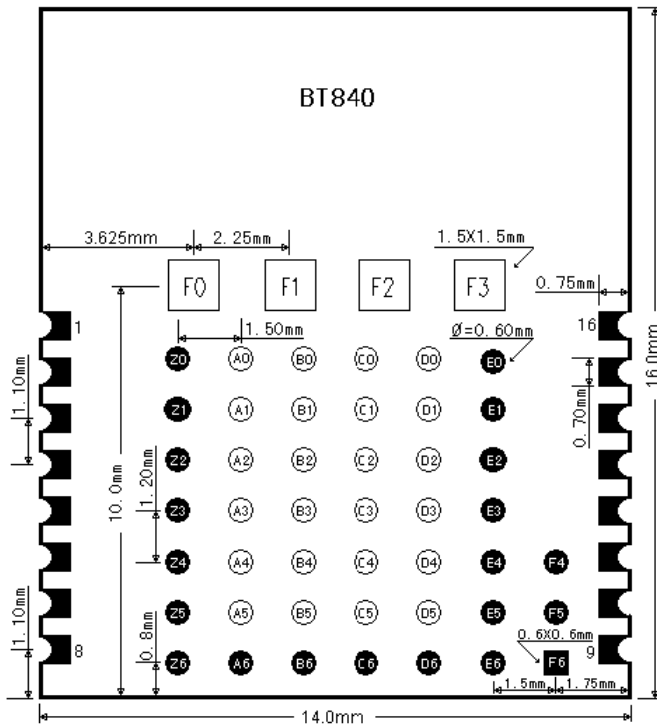 BT840
3.625mm 2.25mm 1.5X1.5mm
F0 F1 F2 F3
0.75mm
1 1.50mm Ø=0.60mm 16
16.0mm
Z0 A0 B0 C0 D0 E0
1.10mm
Z1 A1 B1 C1 D1 E1
0.70mm
Z2 A2 B2 C2 D2 E2
10.0mm 1.20mm
Z3 A3 B3 C3 D3 E3
Z4 A4 B4 C4 D4 E4 F4
Z5 A5 B5 C5 D5 E5 F5
1.10mm 0.8mm 0.6X0.6mm
8 Z6 A6 B6 C6 D6 E6 F6 9
1.5mm 1.75mm
14.0mm